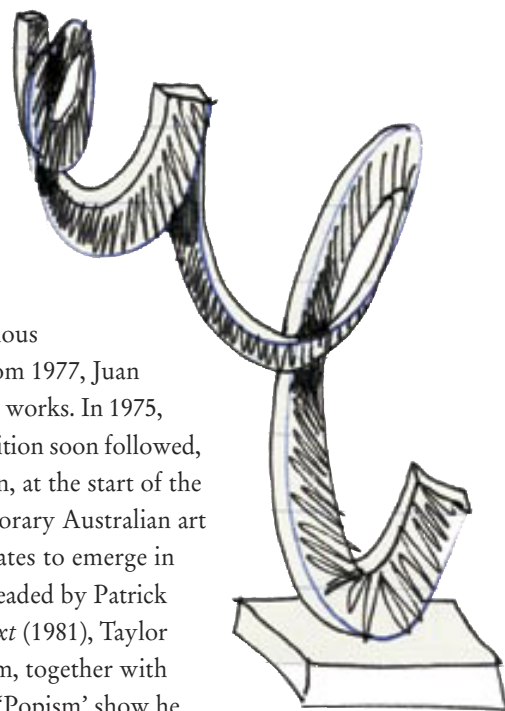 ious
om 1977, Juan
works. In 1975,
ition soon followed,
n, at the start of the
orary Australian art
ates to emerge in
eaded by Patrick
xt (1981), Taylor
m, together with
‘Popism’ show he